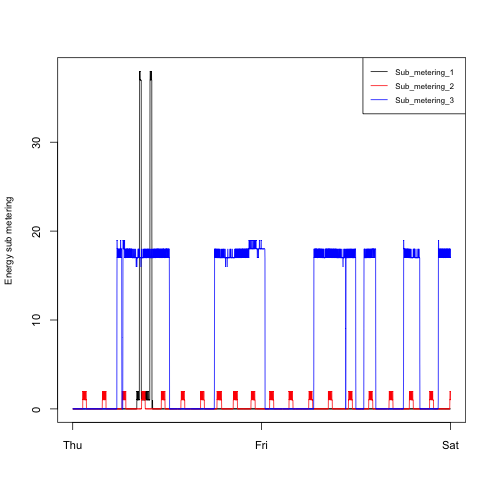 Sub_metering_1
Sub_metering_2
Sub_metering_3
Energy sub metering
30
20
10
0
Thu Fri Sat